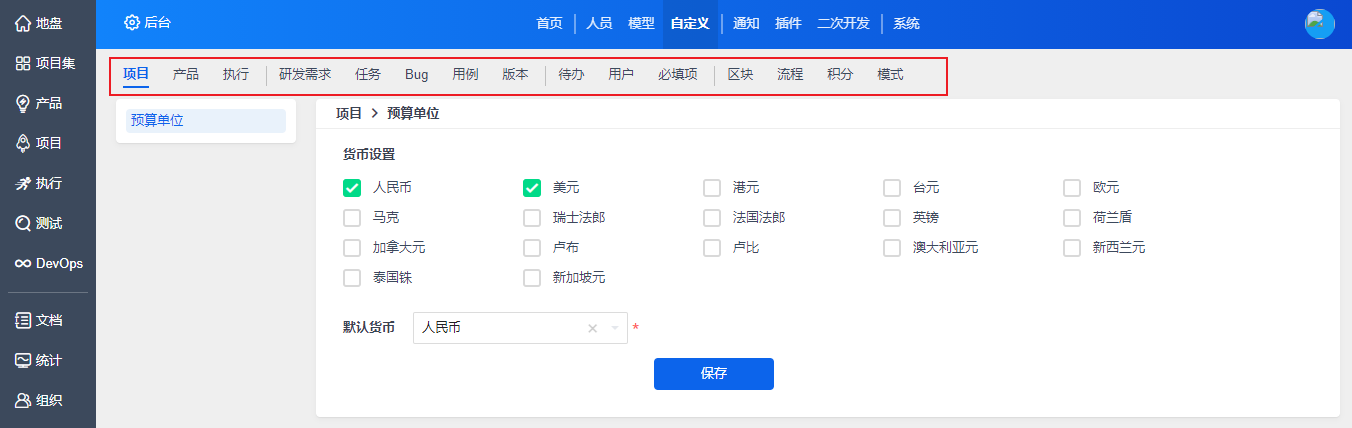 地盘
项目集
产品
项目
执行
测试
DevOps
文档
统计
组织
后台
首页 人员 模型 自定义 通知 插件 二次开发 系统
项目 产品 执行 研发需求 任务 Bug 用例 版本 待办 用户 必填项 区块 流程 积分 模式
预算单位
项目 > 预算单位
货币设置
人民币 美元 港元 台元 欧元
马克 瑞士法郎 法国法郎 英镑 荷兰盾
加拿大元 卢布 卢比 澳大利亚元 新西兰元
泰国铢 新加坡元
默认货币 人民币 × *
保存